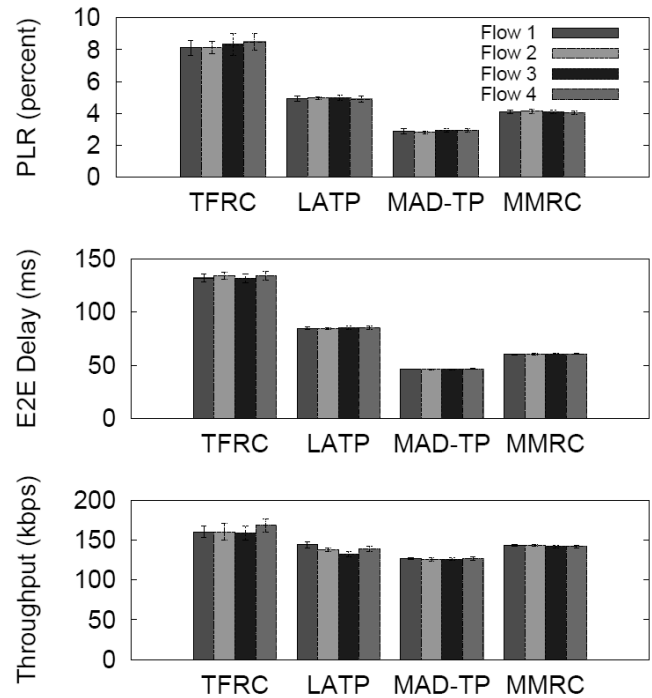 PLR (percent)
10
8
6
4
2
0
Flow 1
Flow 2
Flow 3
Flow 4
TFRC LATP MAD-TP MMRC
E2E Delay (ms)
150
100
50
0
TFRC LATP MAD-TP MMRC
Throughput (kbps)
200
150
100
50
0
TFRC LATP MAD-TP MMRC